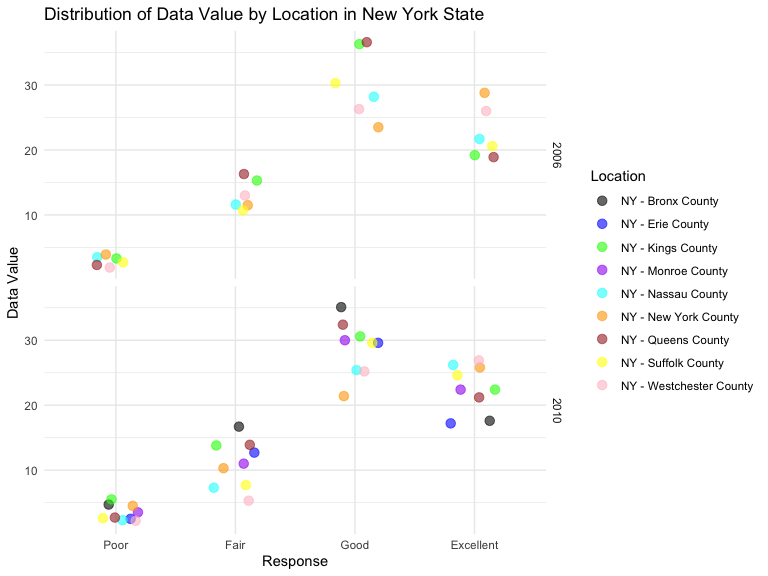 Distribution of Data Value by Location in New York State
Data Value
30
20
10
2006
30
20
10
2010
Poor
Fair
Good
Excellent
Response
Location
NY - Bronx County
NY - Erie County
NY - Kings County
NY - Monroe County
NY - Nassau County
NY - New York County
NY - Queens County
NY - Suffolk County
NY - Westchester County